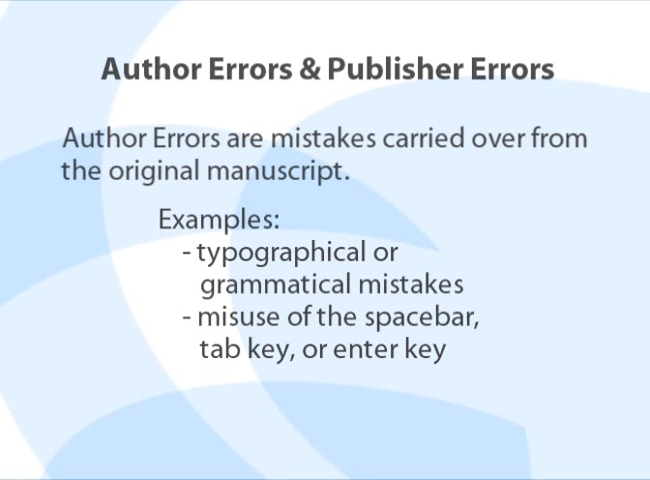 Author Errors & Publisher Errors
Author Errors are mistakes carried over from
the original manuscript.
Examples:
- typographical or
grammatical mistakes
- misuse of the spacebar,
tab key, or enter key